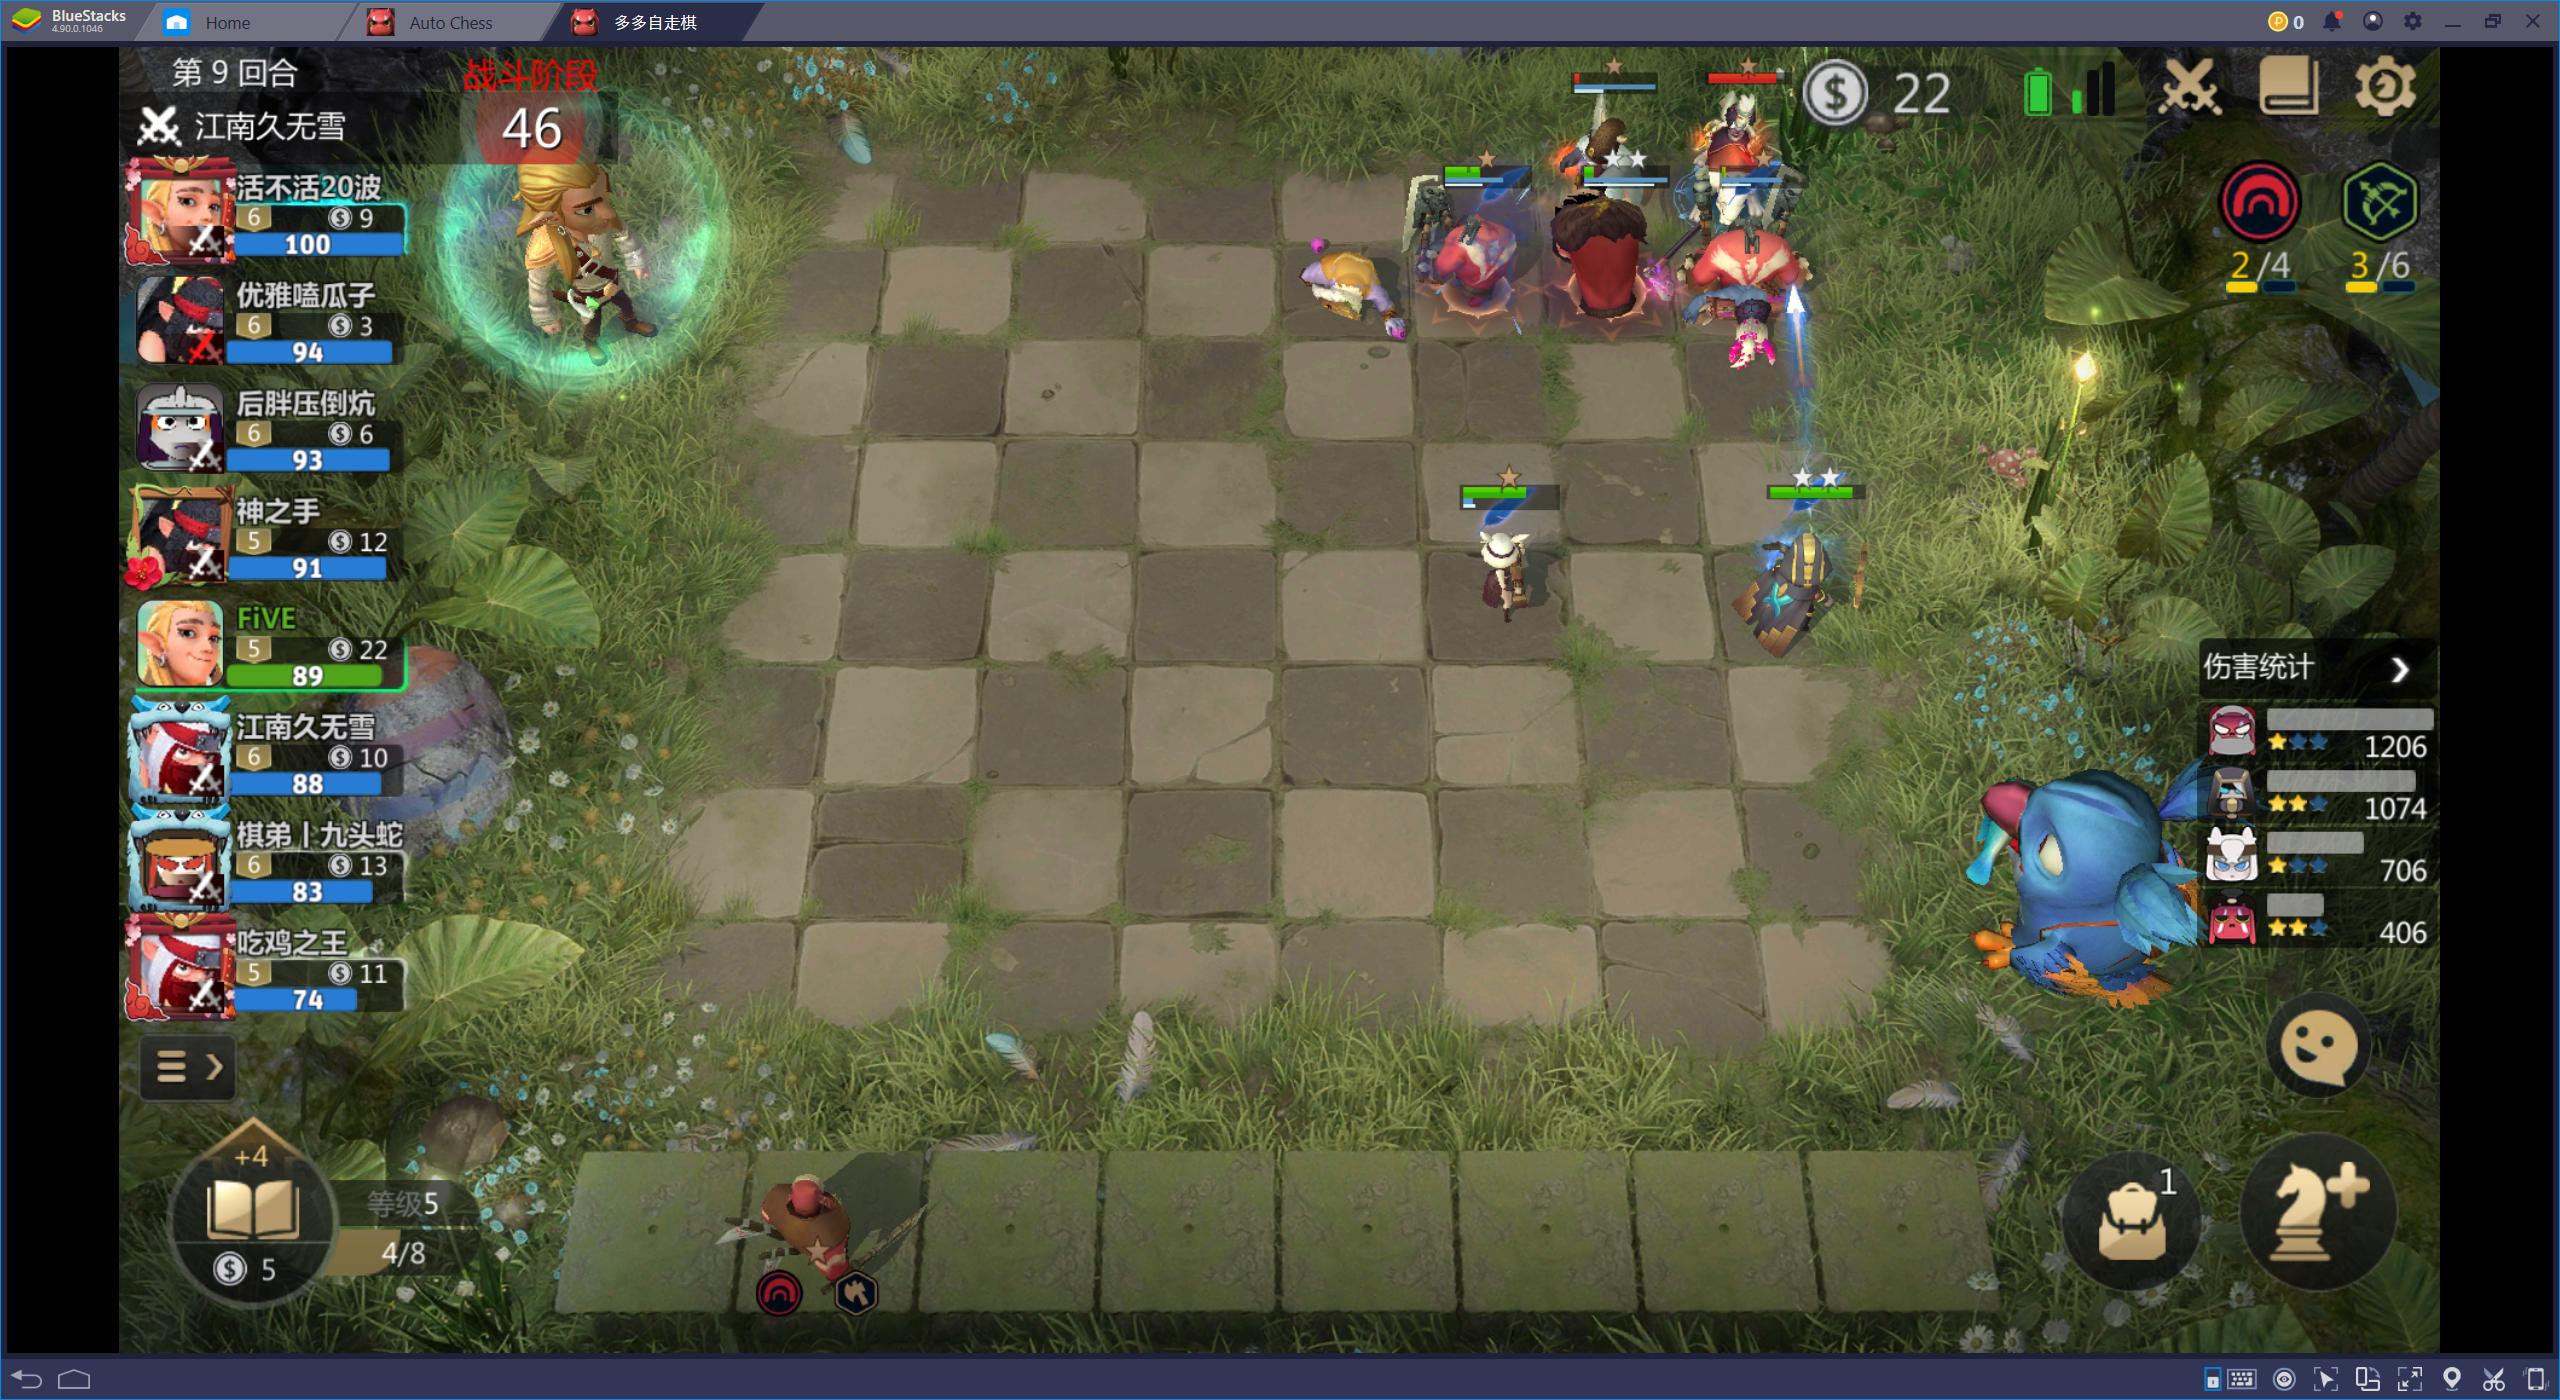 BlueStacks
4.90.0.1046
Home
Auto Chess
多多自走棋
0
第 9 回合
战斗阶段
江南久无雪
46
22
活不活20波
6 9
100
优雅嗑瓜子
6 3
94
后胖压倒炕
6 6
93
神之手
5 12
91
FiVE
5 22
89
江南久无雪
6 10
88
棋弟丨九头蛇
6 13
83
吃鸡之王
5 11
74
2/4
3/6
伤害统计
1206
1074
706
406
+4
等级5
4/8
5
1